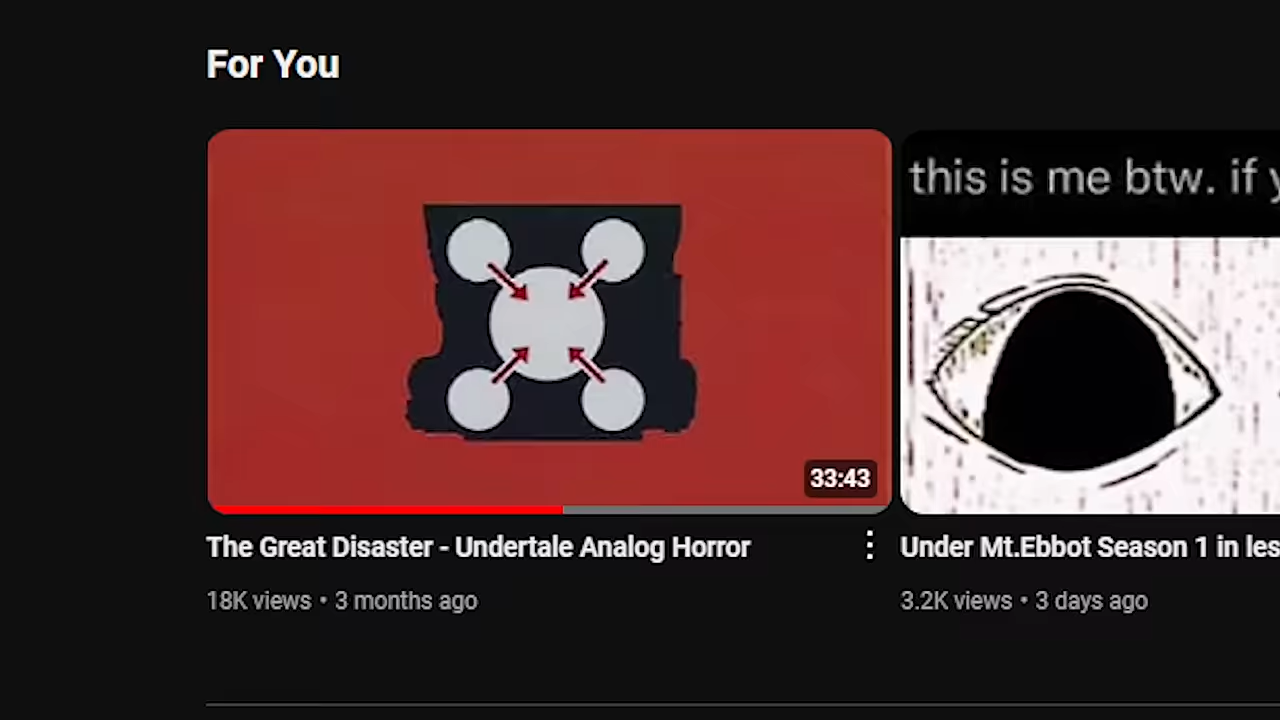 For You
this is me btw. if
33:43
The Great Disaster - Undertale Analog Horror
Under Mt.Ebbot Season 1 in
18K views • 3 months ago
3.2K views • 3 days ago